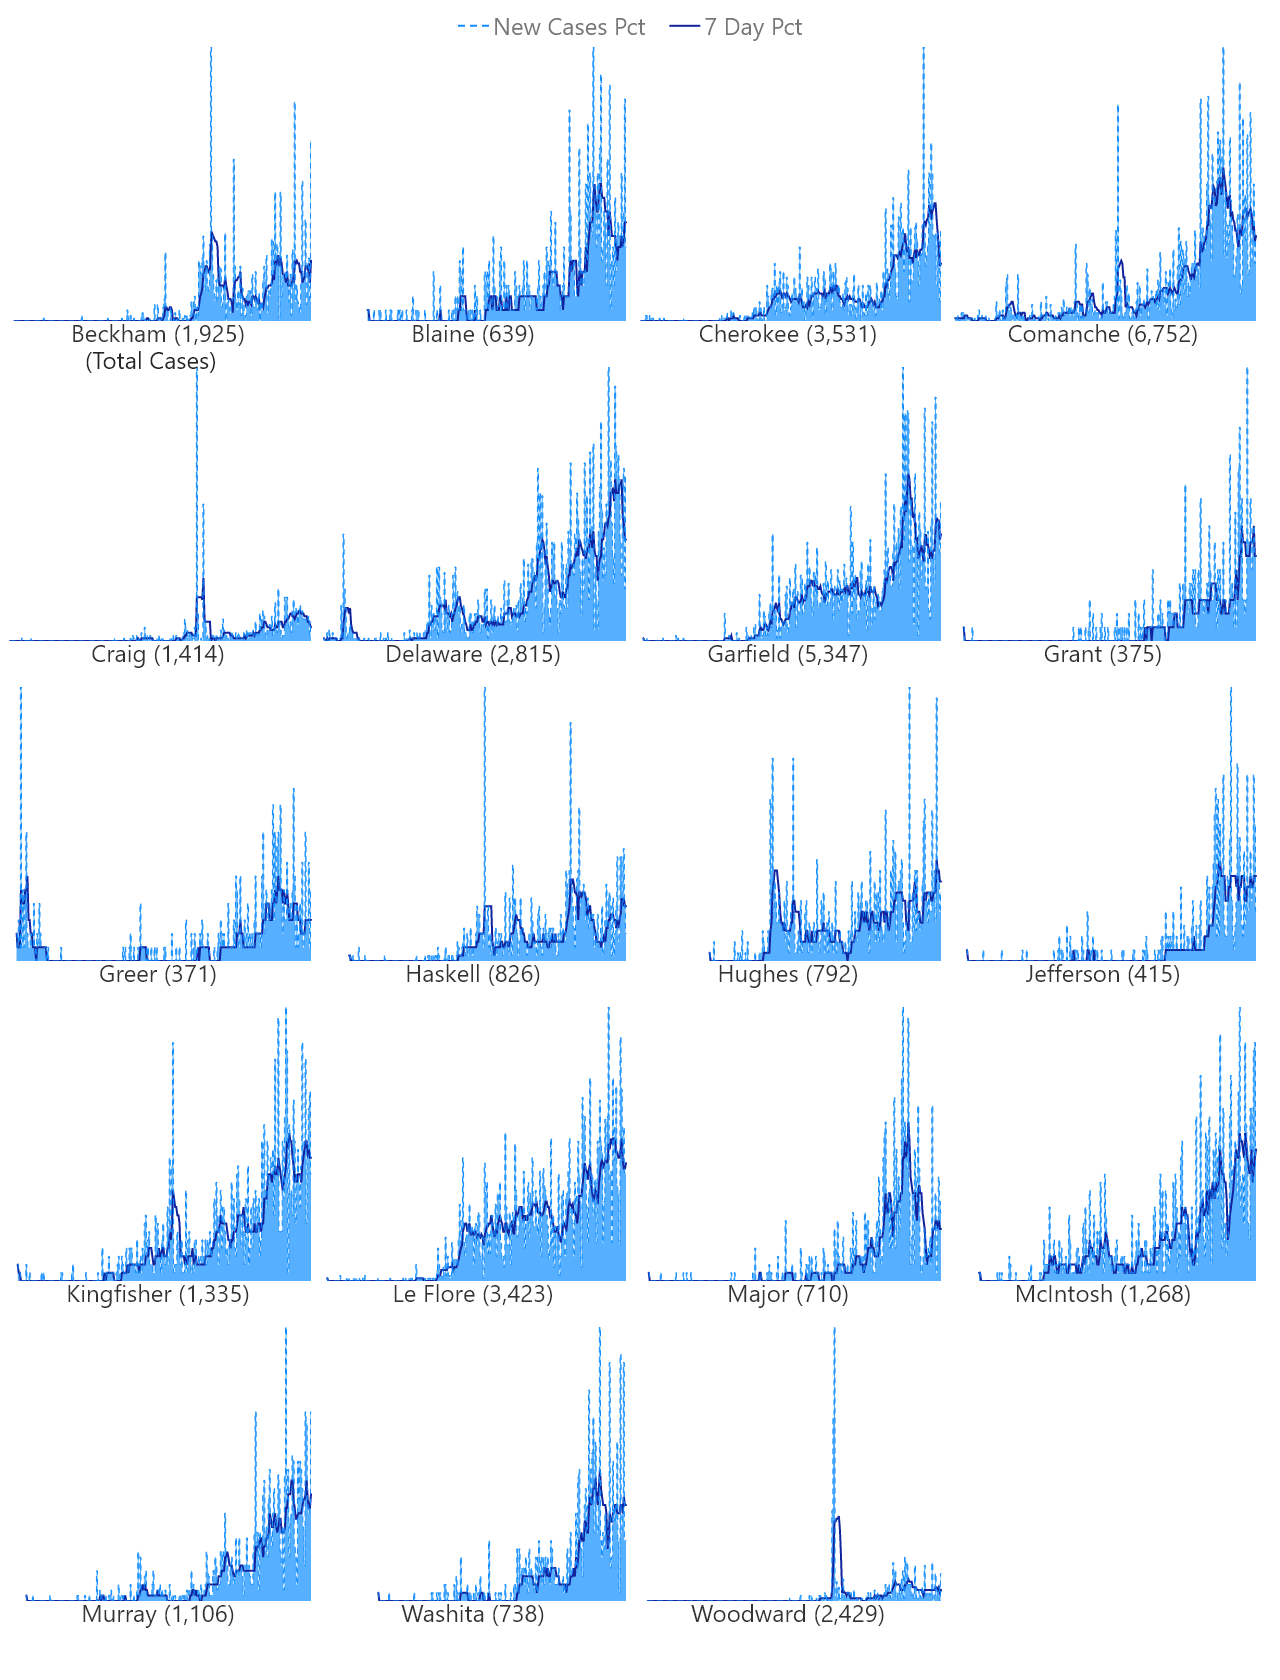 New Cases Pct 7 Day Pct
Beckham (1,925) Blaine (639) Cherokee (3,531) Comanche (6,752)
(Total Cases)
Craig (1,414) Delaware (2,815) Garfield (5,347) Grant (375)
Greer (371) Haskell (826) Hughes (792) Jefferson (415)
Kingfisher (1,335) Le Flore (3,423) Major (710) McIntosh (1,268)
Murray (1,106) Washita (738) Woodward (2,429)